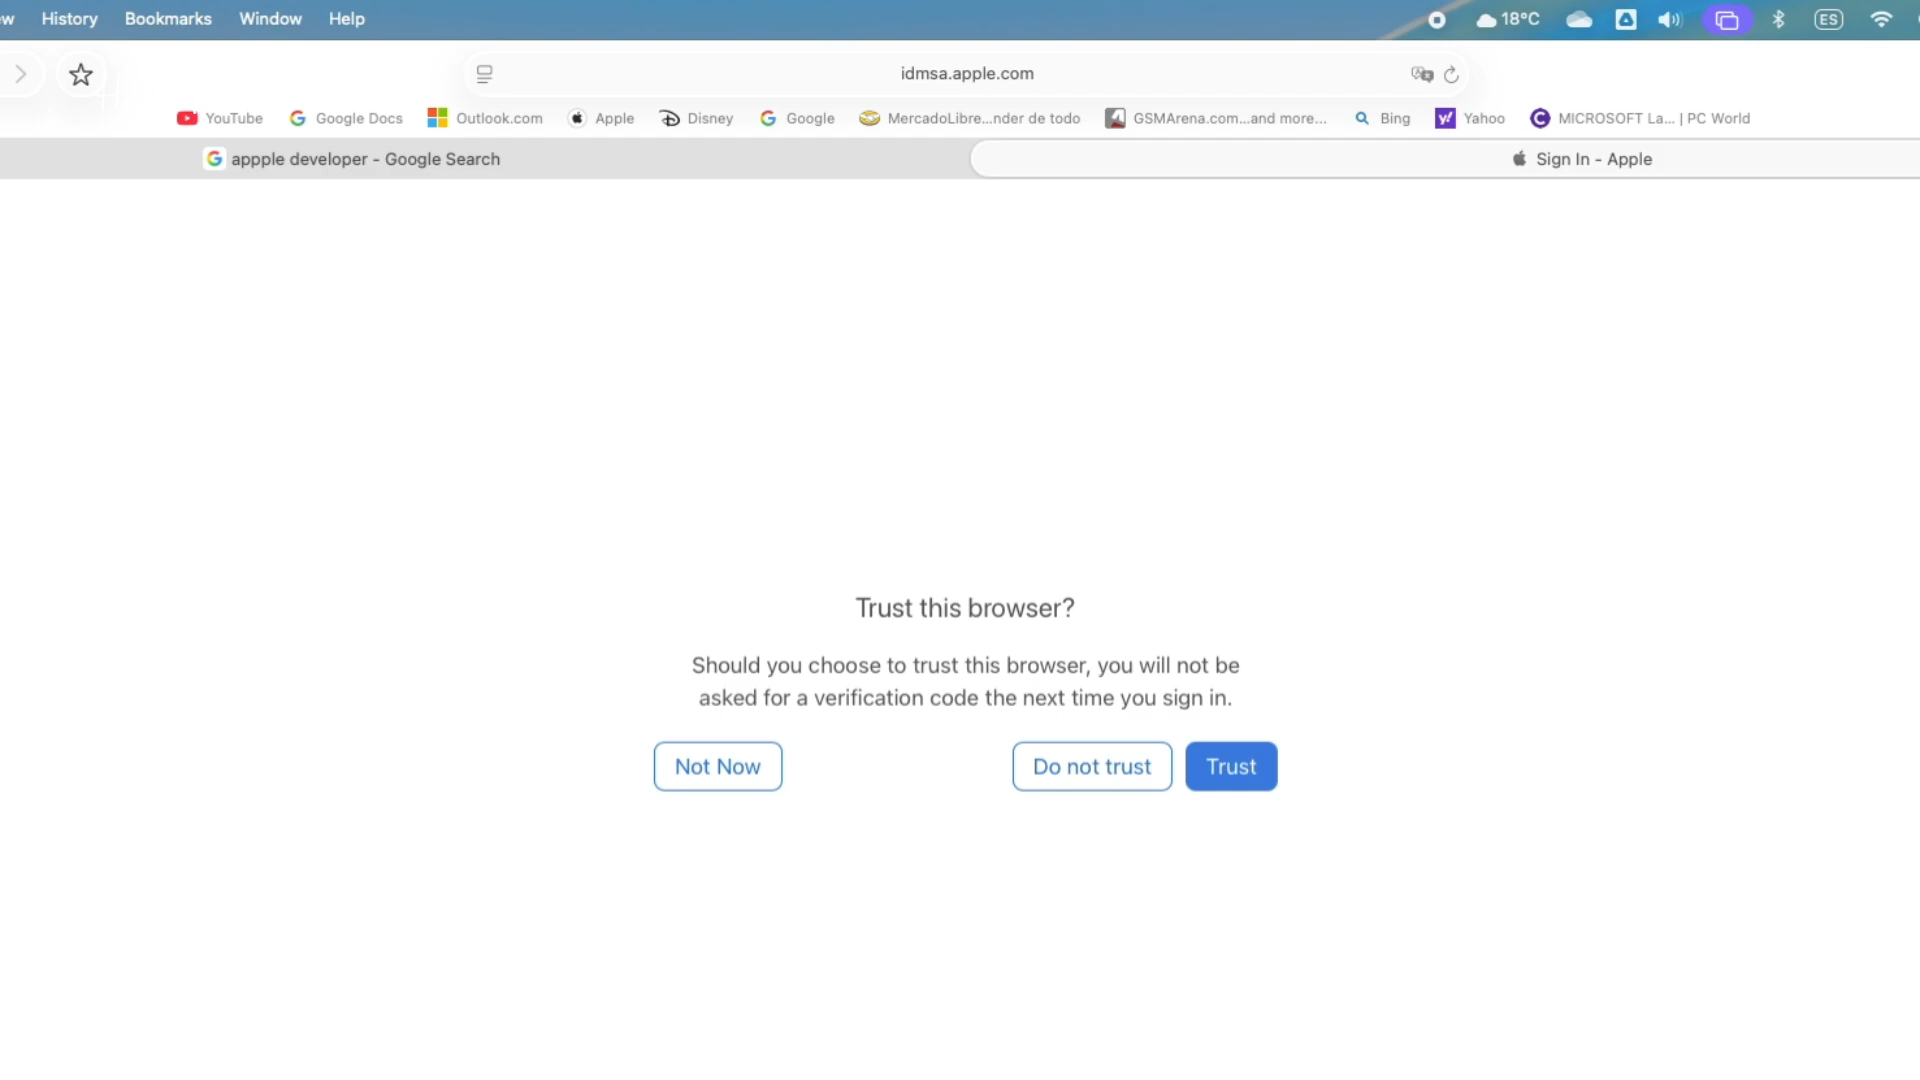 History Bookmarks Window Help 18°C ES
idmsa.apple.com
YouTube Google Docs Outlook.com Apple Disney Google MercadoLibre...nder de todo GSMArena.com...and more... Bing Yahoo MICROSOFT La... | PC World
appple developer - Google Search Sign In - Apple
Trust this browser?
Should you choose to trust this browser, you will not be
asked for a verification code the next time you sign in.
Not Now Do not trust Trust